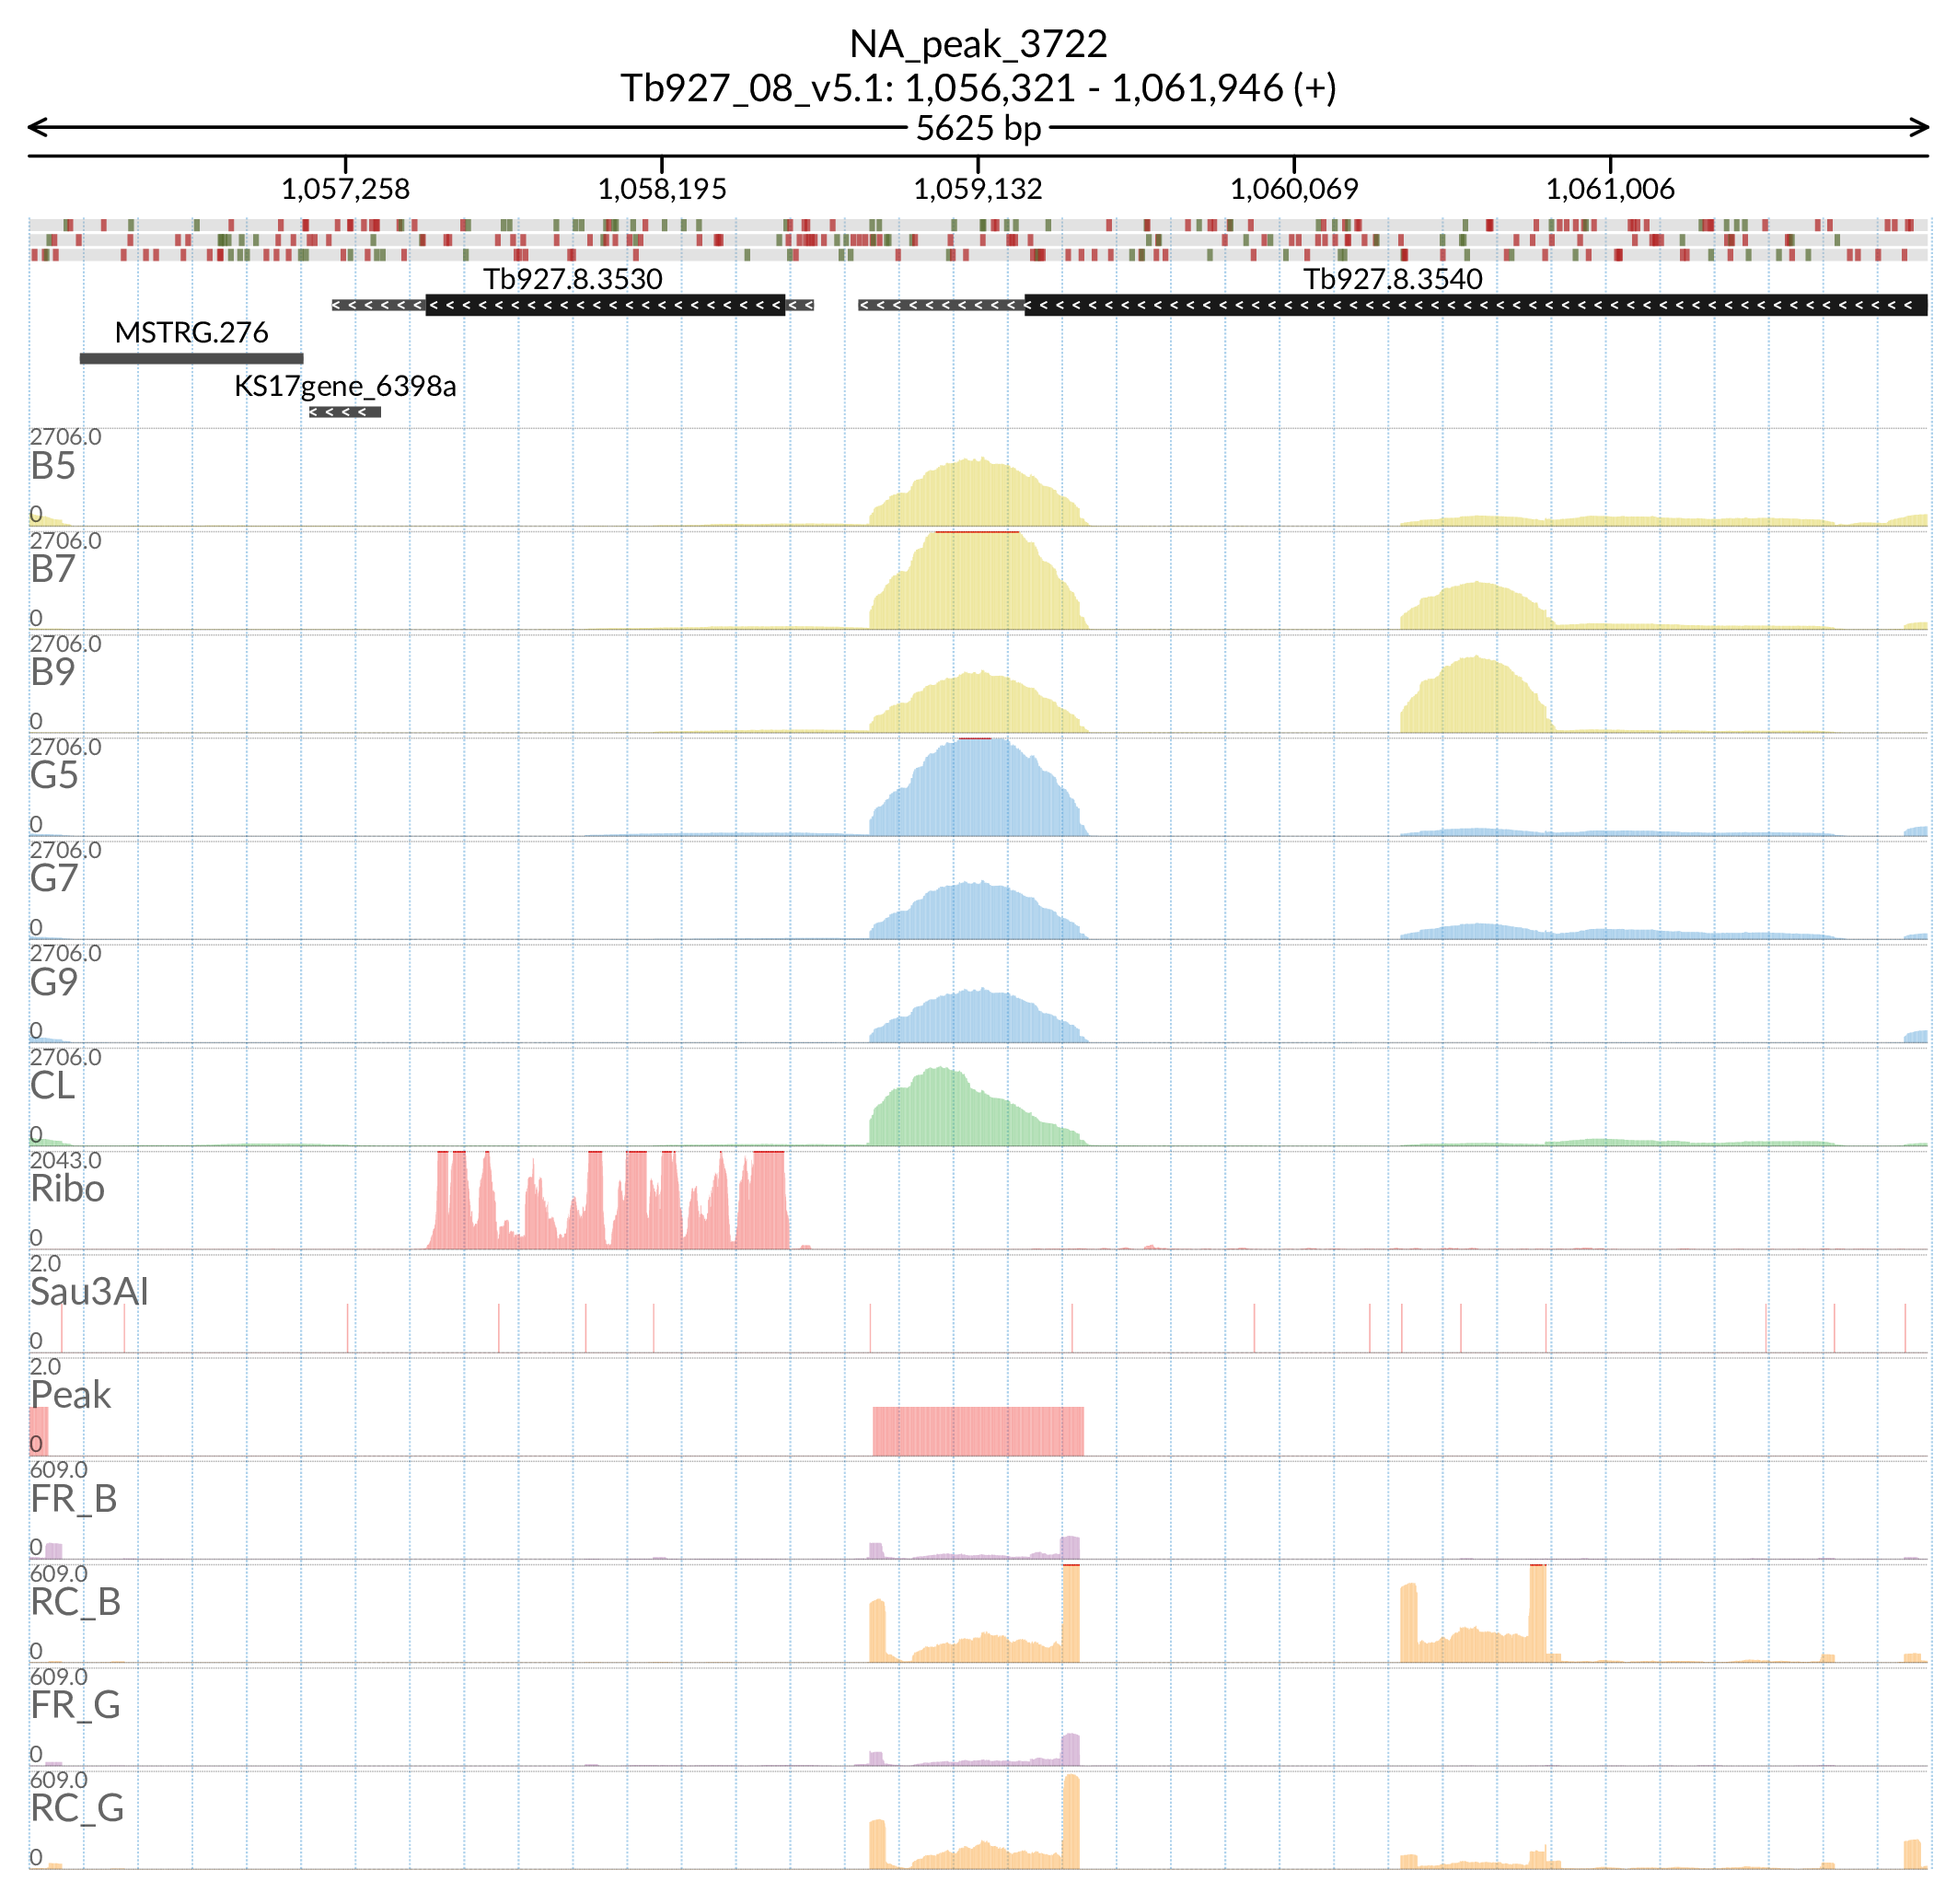 NA_peak_3722
Tb927_08_v5.1: 1,056,321 - 1,061,946 (+)
5625 bp
1,057,258 1,058,195 1,059,132 1,060,069 1,061,006
Tb927.8.3530 Tb927.8.3540
MSTRG.276
KS17gene_6398a
2706.0
B5
0
2706.0
B7
0
2706.0
B9
0
2706.0
G5
0
2706.0
G7
0
2706.0
G9
0
2706.0
CL
0
2043.0
Ribo
0
2.0
Sau3AI
0
2.0
Peak
0
609.0
FR_B
0
609.0
RC_B
0
609.0
FR_G
0
609.0
RC_G
0